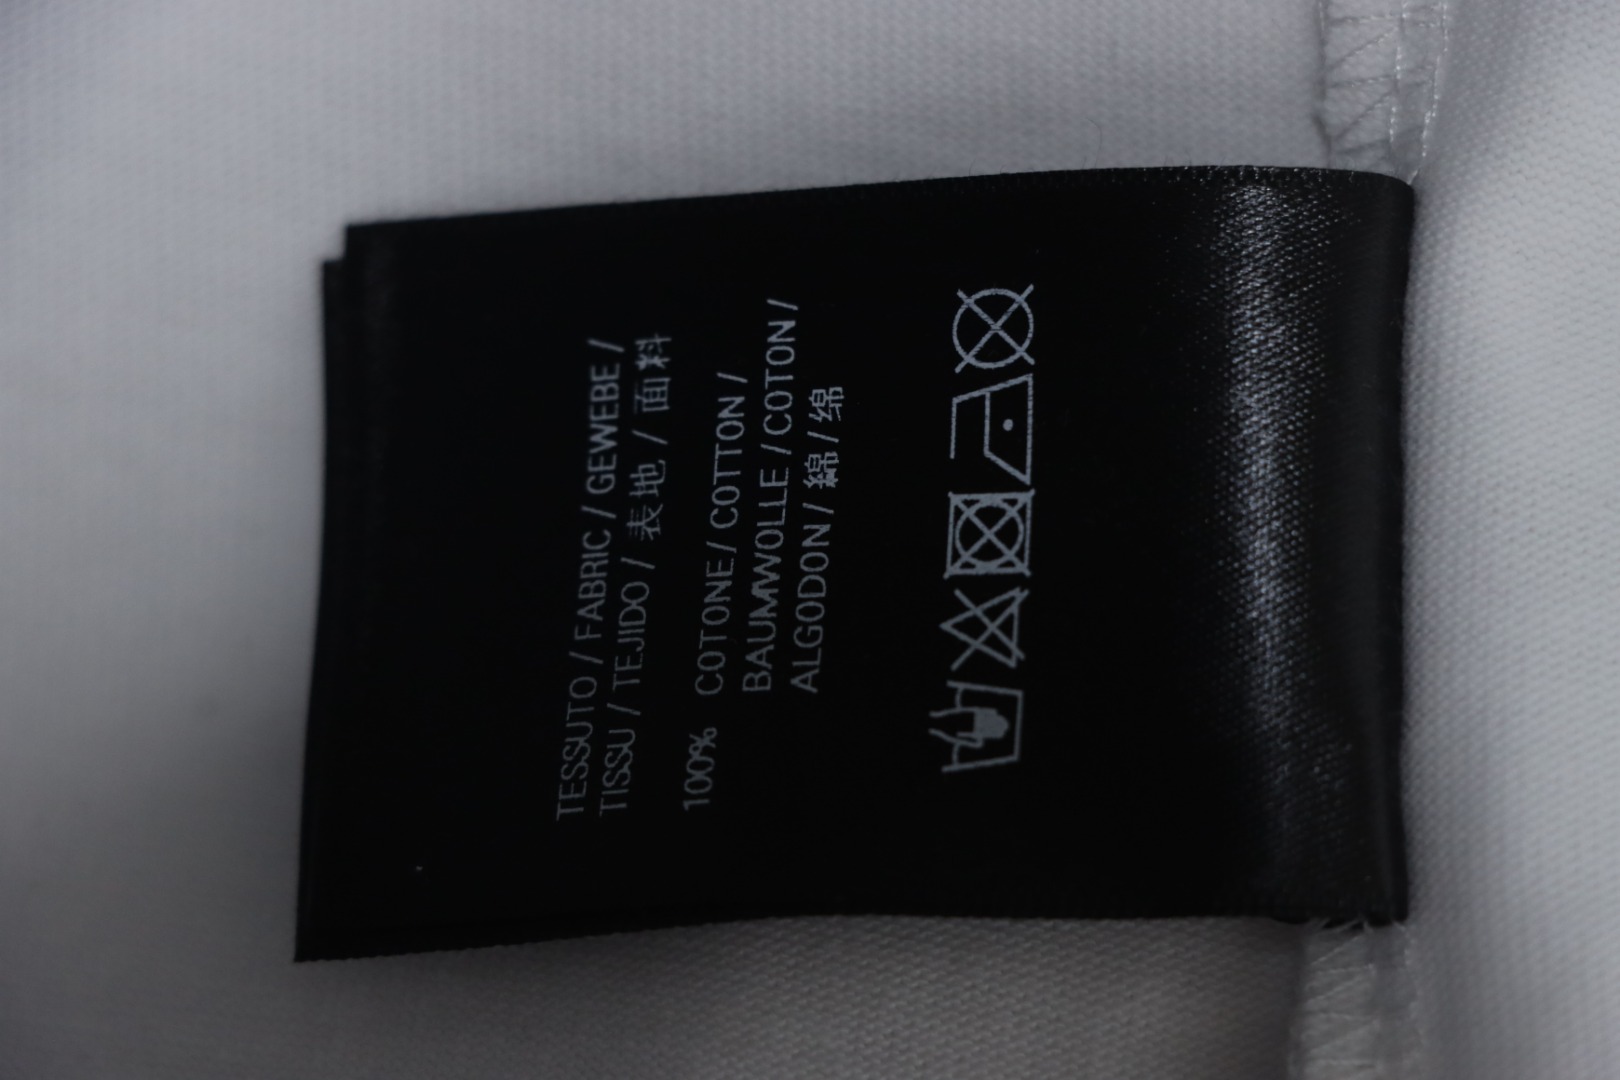 TESSUTO / FABRIC / GEWEBE /
TISSU / TEJIDO / 表地 / 面料
100% COTONE / COTTON /
BAUMWOLLE / COTON /
ALGODON / 綿 / 绵